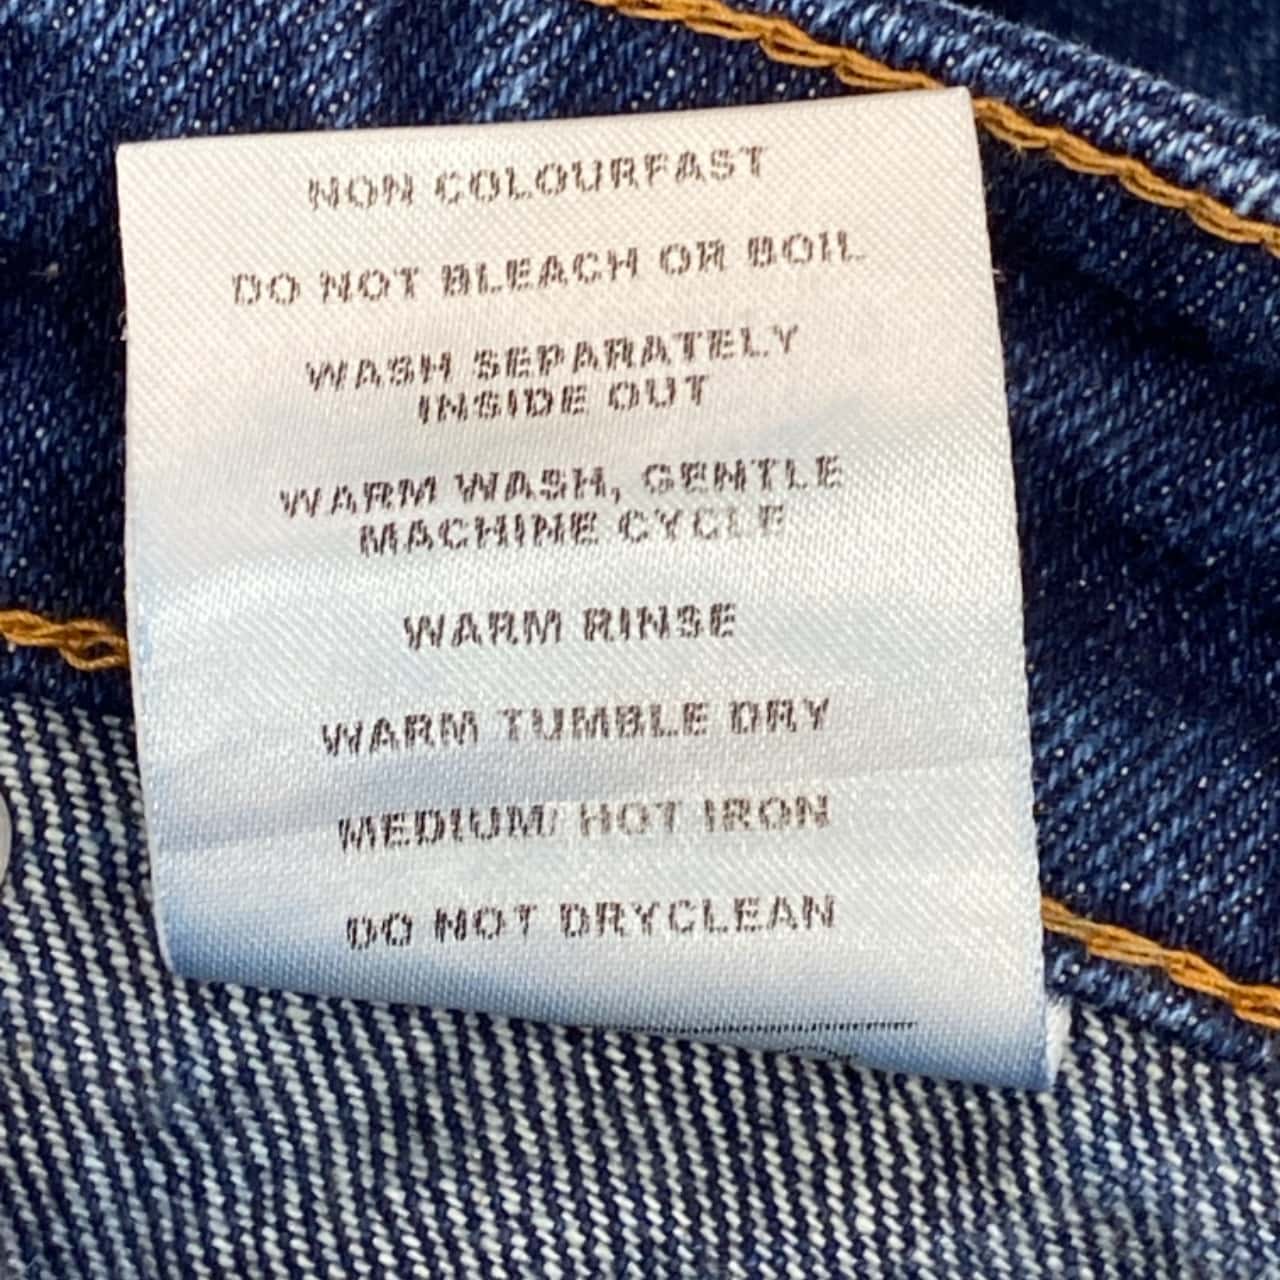 NON COLOURFAST
DO NOT BLEACH OR BOIL
WASH SEPARATELY
INSIDE OUT
WARM WASH, GENTLE
MACHINE CYCLE
WARM RINSE
WARM TUMBLE DRY
MEDIUM/ HOT IRON
DO NOT DRYCLEAN